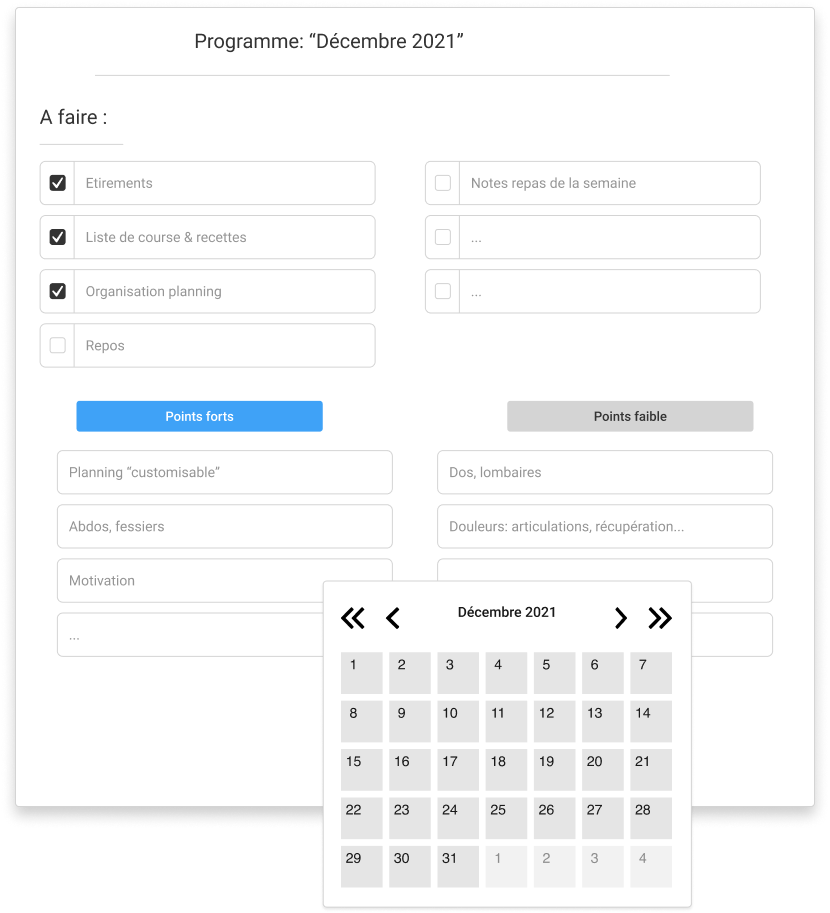 Programme: “Décembre 2021”
A faire :
Etirements
Liste de course & recettes
Organisation planning
Repos
Notes repas de la semaine
...
...
Points forts
Planning “customisable”
Abdos, fessiers
Motivation
...
Points faible
Dos, lombaires
Douleurs: articulations, récupération...
Décembre 2021
1 2 3 4 5 6 7
8 9 10 11 12 13 14
15 16 17 18 19 20 21
22 23 24 25 26 27 28
29 30 31 1 2 3 4